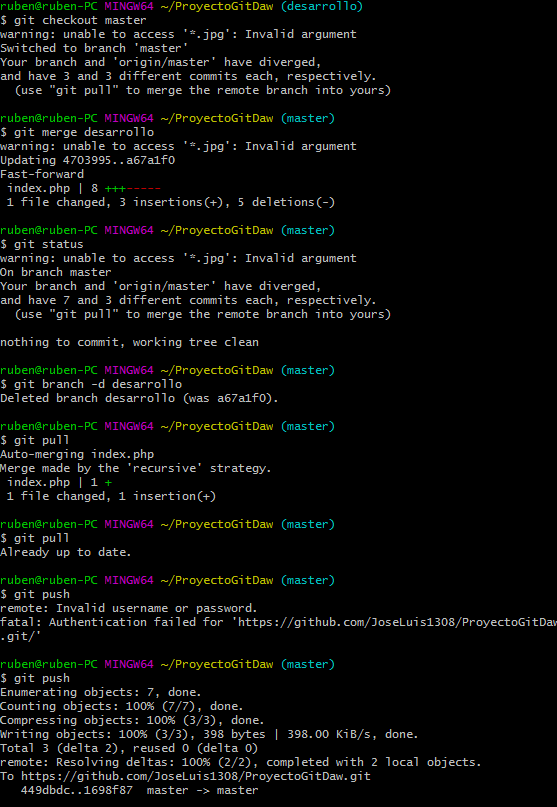 ruben@ruben-PC MINGW64 ~/ProyectoGitDaw (desarrollo)
$ git checkout master
warning: unable to access '*.jpg': Invalid argument
Switched to branch 'master'
Your branch and 'origin/master' have diverged,
and have 3 and 3 different commits each, respectively.
  (use "git pull" to merge the remote branch into yours)

ruben@ruben-PC MINGW64 ~/ProyectoGitDaw (master)
$ git merge desarrollo
warning: unable to access '*.jpg': Invalid argument
Updating 4703995..a67a1f0
Fast-forward
 index.php | 8 +++-----
 1 file changed, 3 insertions(+), 5 deletions(-)

ruben@ruben-PC MINGW64 ~/ProyectoGitDaw (master)
$ git status
warning: unable to access '*.jpg': Invalid argument
On branch master
Your branch and 'origin/master' have diverged,
and have 7 and 3 different commits each, respectively.
  (use "git pull" to merge the remote branch into yours)

nothing to commit, working tree clean

ruben@ruben-PC MINGW64 ~/ProyectoGitDaw (master)
$ git branch -d desarrollo
Deleted branch desarrollo (was a67a1f0).

ruben@ruben-PC MINGW64 ~/ProyectoGitDaw (master)
$ git pull
Auto-merging index.php
Merge made by the 'recursive' strategy.
 index.php | 1 +
 1 file changed, 1 insertion(+)

ruben@ruben-PC MINGW64 ~/ProyectoGitDaw (master)
$ git pull
Already up to date.

ruben@ruben-PC MINGW64 ~/ProyectoGitDaw (master)
$ git push
remote: Invalid username or password.
fatal: Authentication failed for 'https://github.com/JoseLuis1308/ProyectoGitDaw
.git/'

ruben@ruben-PC MINGW64 ~/ProyectoGitDaw (master)
$ git push
Enumerating objects: 7, done.
Counting objects: 100% (7/7), done.
Compressing objects: 100% (3/3), done.
Writing objects: 100% (3/3), 398 bytes | 398.00 KiB/s, done.
Total 3 (delta 2), reused 0 (delta 0)
remote: Resolving deltas: 100% (2/2), completed with 2 local objects.
To https://github.com/JoseLuis1308/ProyectoGitDaw.git
   449dbdc..1698f87  master -> master